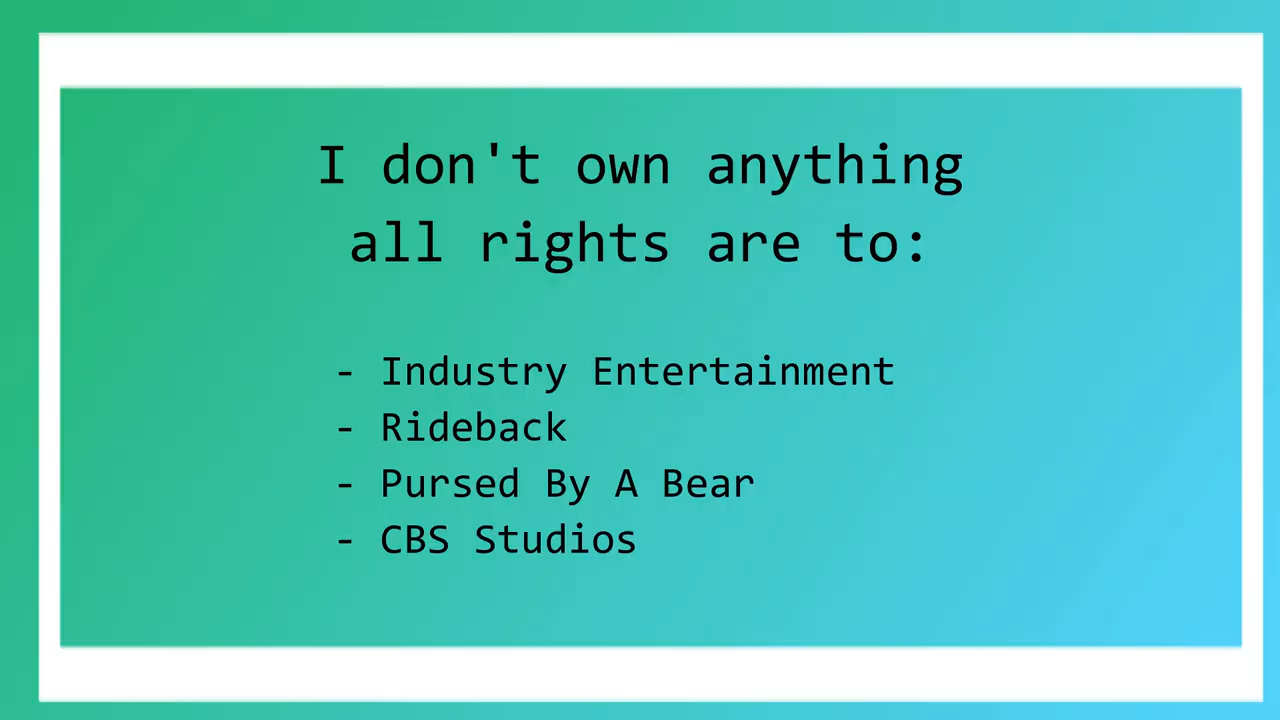 I don't own anything
all rights are to:
- Industry Entertainment
- Rideback
- Pursed By A Bear
- CBS Studios